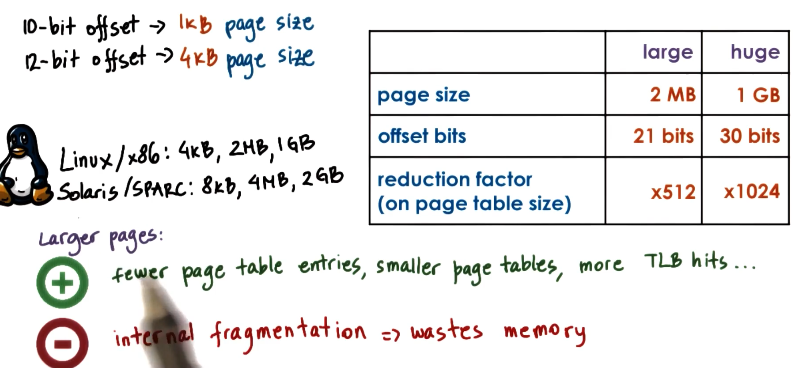 10-bit offset -> 1kB page size
12-bit offset -> 4kB page size
large huge
page size 2 MB 1 GB
offset bits 21 bits 30 bits
reduction factor
(on page table size) x512 x1024
Linux/x86: 4kB, 2MB, 1GB
Solaris/SPARC: 8kB, 4MB, 2GB
Larger pages:
+ fewer page table entries, smaller page tables, more TLB hits...
- internal fragmentation => wastes memory